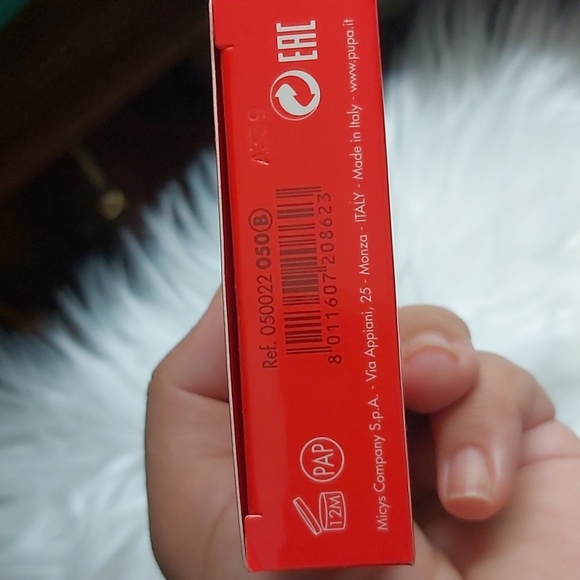 EAC
Ref. 050022 050 B
8 011607 208623
12M
PAP
Micys Company S.p.A. - Via Appiani, 25 - Monza - ITALY - Made in Italy - www.pupa.it